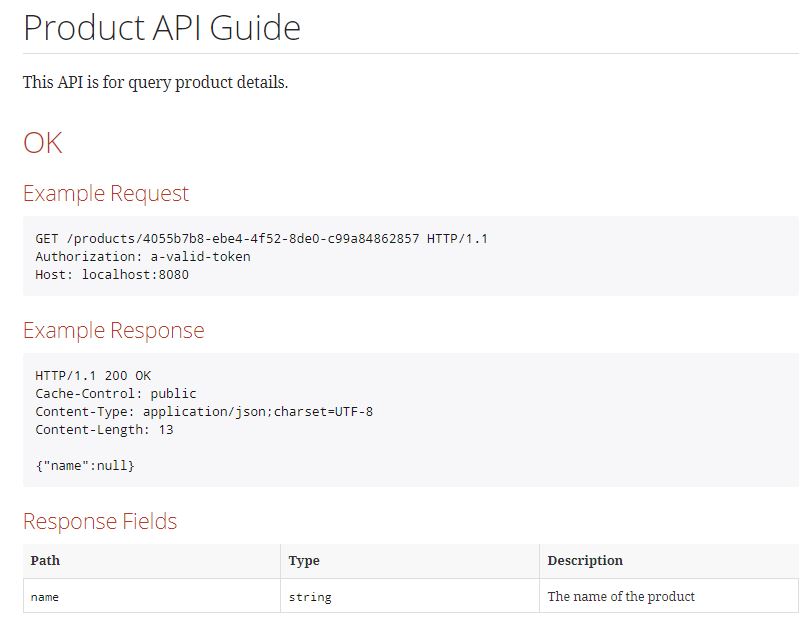 Product API Guide
This API is for query product details.
OK
Example Request
GET /products/4055b7b8-ebe4-4f52-8de0-c99a84862857 HTTP/1.1
Authorization: a-valid-token
Host: localhost:8080
Example Response
HTTP/1.1 200 OK
Cache-Control: public
Content-Type: application/json;charset=UTF-8
Content-Length: 13
{"name":null}
Response Fields
Path Type Description
name string The name of the product